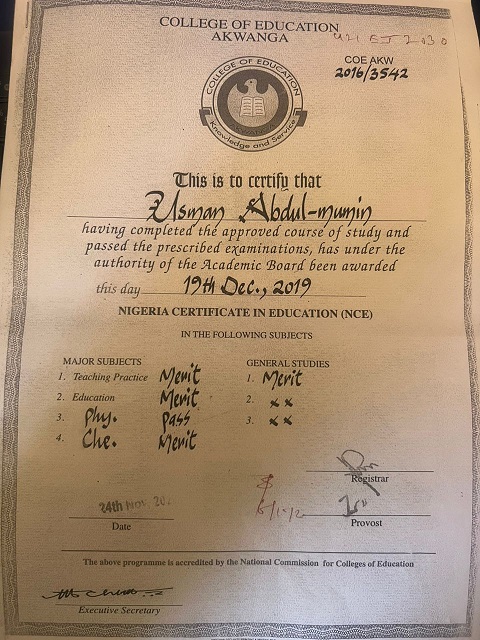 COLLEGE OF EDUCATION
AKWANGA
COE AKW
2016/3542
COLLEGE OF EDUCATION
AKWANGA
Knowledge and Service
This is to certify that
Usman Abdul-mumin
having completed the approved course of study and
passed the prescribed examinations, has under the
authority of the Academic Board been awarded
this day 19th Dec., 2019
NIGERIA CERTIFICATE IN EDUCATION (NCE)
IN THE FOLLOWING SUBJECTS
MAJOR SUBJECTS
1. Teaching Practice Merit
2. Education Merit
3. Phy. Pass
4. Che. Merit
GENERAL STUDIES
1. Merit
2. xx
3. xx
Registrar
24th Nov. 20
Date
Provost
The above programme is accredited by the National Commission for Colleges of Education
Executive Secretary